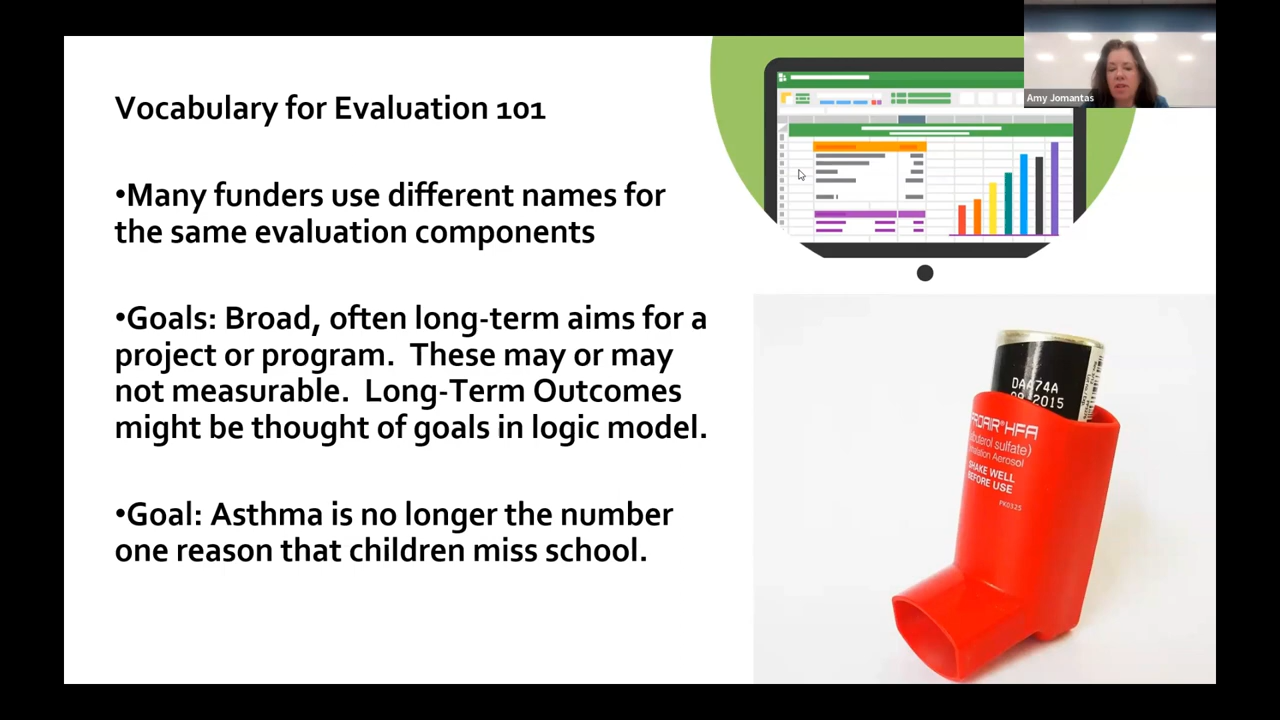 Amy Jomantas
Vocabulary for Evaluation 101
•Many funders use different names for
the same evaluation components
•Goals: Broad, often long-term aims for a
project or program.  These may or may
not measurable.  Long-Term Outcomes
might be thought of goals in logic model.
•Goal: Asthma is no longer the number
one reason that children miss school.
DAA74A
2015
HFA
sulfate)
Aerosol
SHAKE WELL
BEFORE USE